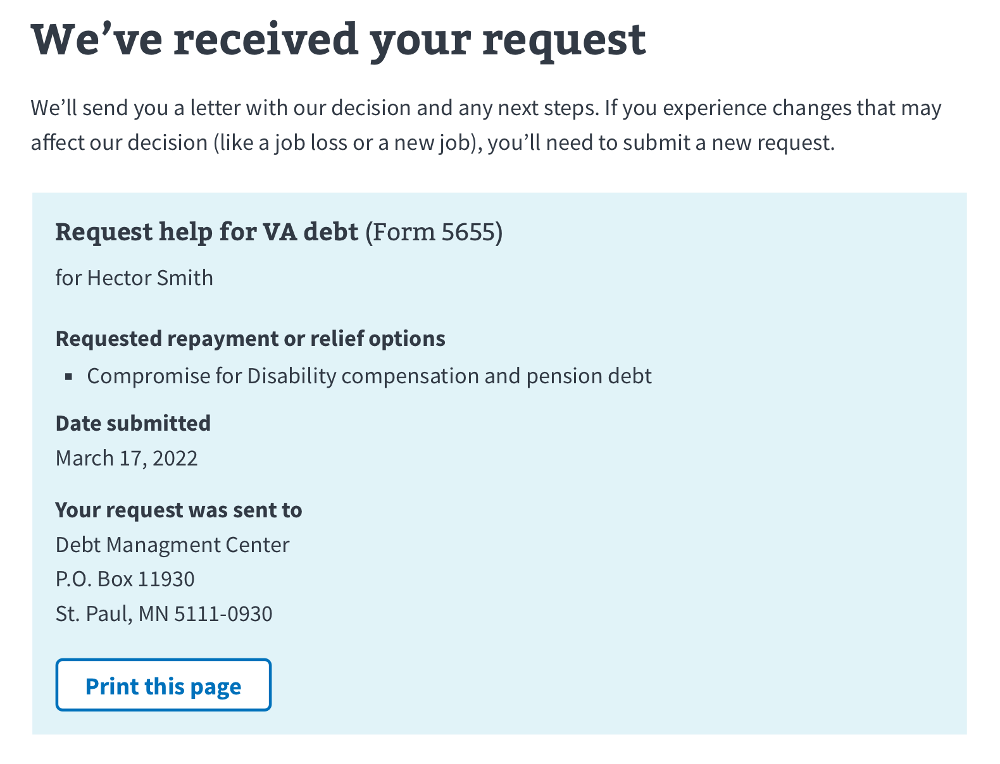 We’ve received your request
We’ll send you a letter with our decision and any next steps. If you experience changes that may
affect our decision (like a job loss or a new job), you’ll need to submit a new request.
Request help for VA debt (Form 5655)
for Hector Smith
Requested repayment or relief options
▪ Compromise for Disability compensation and pension debt
Date submitted
March 17, 2022
Your request was sent to
Debt Managment Center
P.O. Box 11930
St. Paul, MN 5111-0930
Print this page